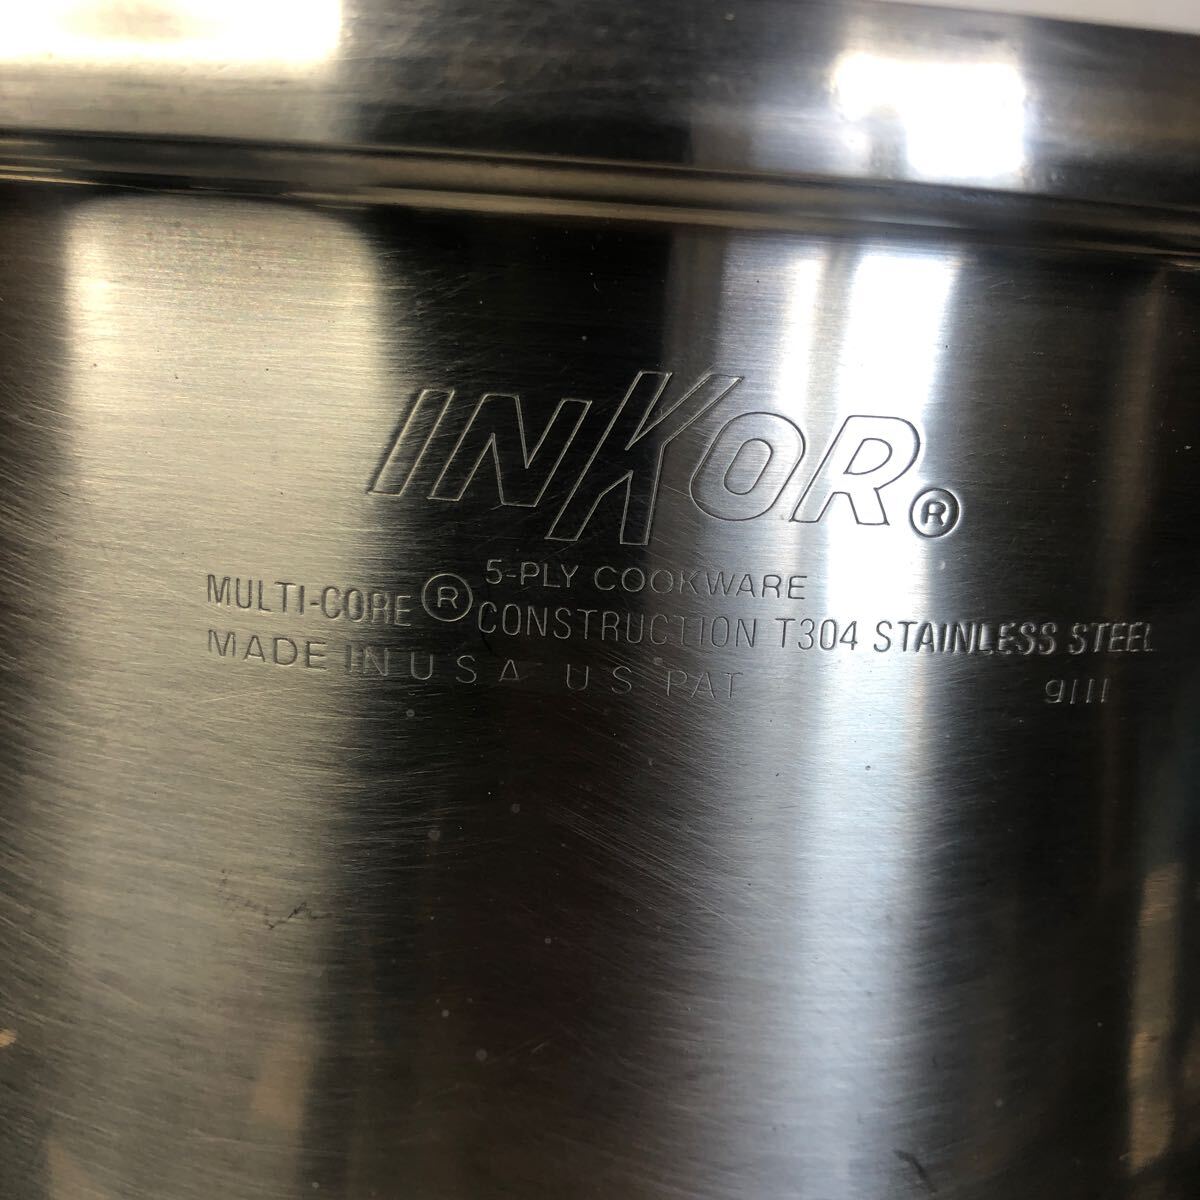 INKOR®
5-PLY COOKWARE
MULTI-CORE® CONSTRUCTION T304 STAINLESS STEEL
MADE IN U S A U S PAT
9111